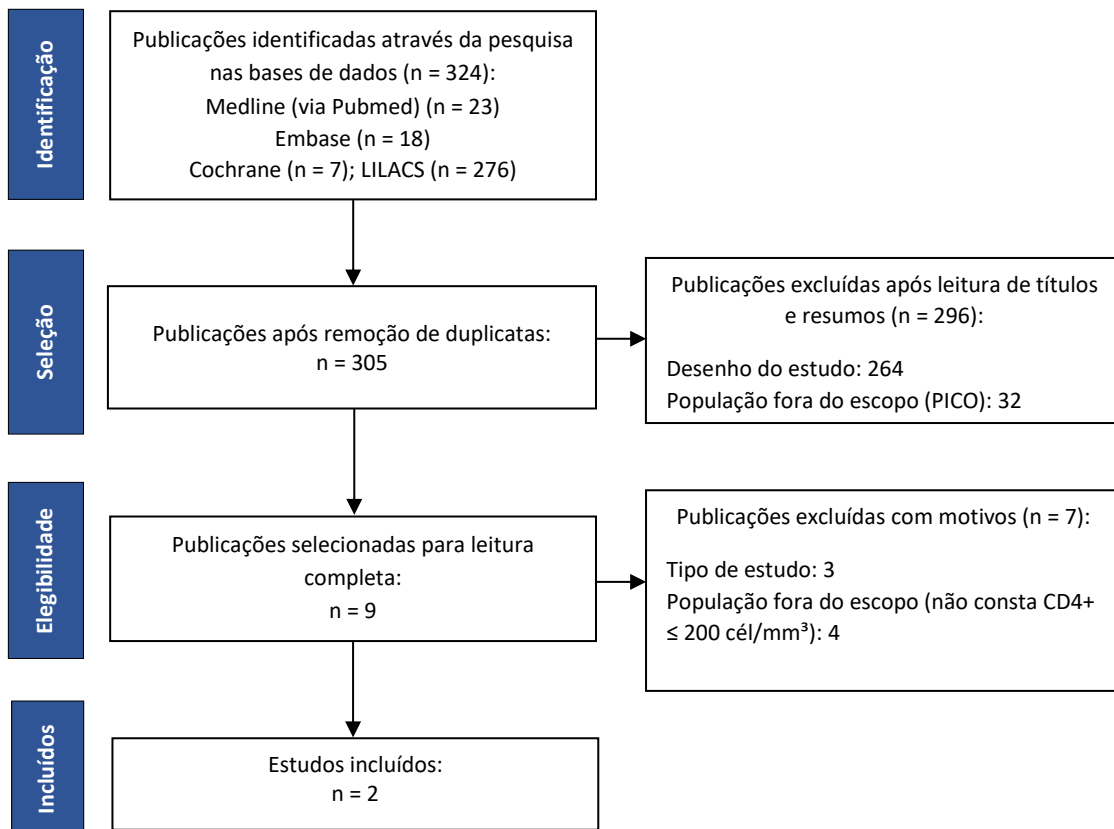 Identificação
Publicações identificadas através da pesquisa
nas bases de dados (n = 324):
Medline (via Pubmed) (n = 23)
Embase (n = 18)
Cochrane (n = 7); LILACS (n = 276)
Seleção
Publicações após remoção de duplicatas:
n = 305
Publicações excluídas após leitura de títulos
e resumos (n = 296):
Desenho do estudo: 264
População fora do escopo (PICO): 32
Elegibilidade
Publicações selecionadas para leitura
completa:
n = 9
Publicações excluídas com motivos (n = 7):
Tipo de estudo: 3
População fora do escopo (não consta CD4+
≤ 200 cél/mm³): 4
Incluídos
Estudos incluídos:
n = 2